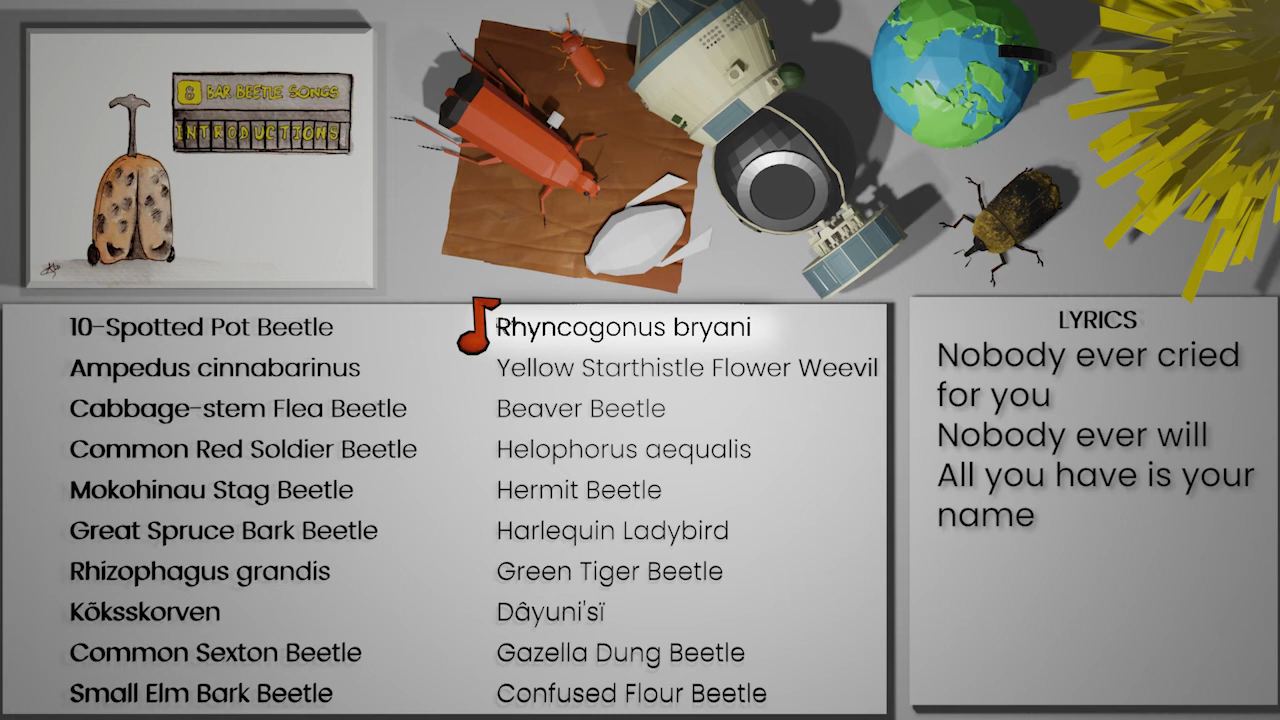 8 BAR BEETLE SONGS
INTRODUCTIONS
10-Spotted Pot Beetle
Ampedus cinnabarinus
Cabbage-stem Flea Beetle
Common Red Soldier Beetle
Mokohinau Stag Beetle
Great Spruce Bark Beetle
Rhízophagus grandís
Kõksskorven
Common Sexton Beetle
Small Elm Bark Beetle
Rhyncogonus bryani
Yellow Starthistle Flower Weevil
Beaver Beetle
Helophorus aequalis
Hermit Beetle
Harlequin Ladybird
Green Tiger Beetle
Dâyuni'sï
Gazella Dung Beetle
Confused Flour Beetle
LYRICS
Nobody ever cried
for you
Nobody ever will
All you have is your
name